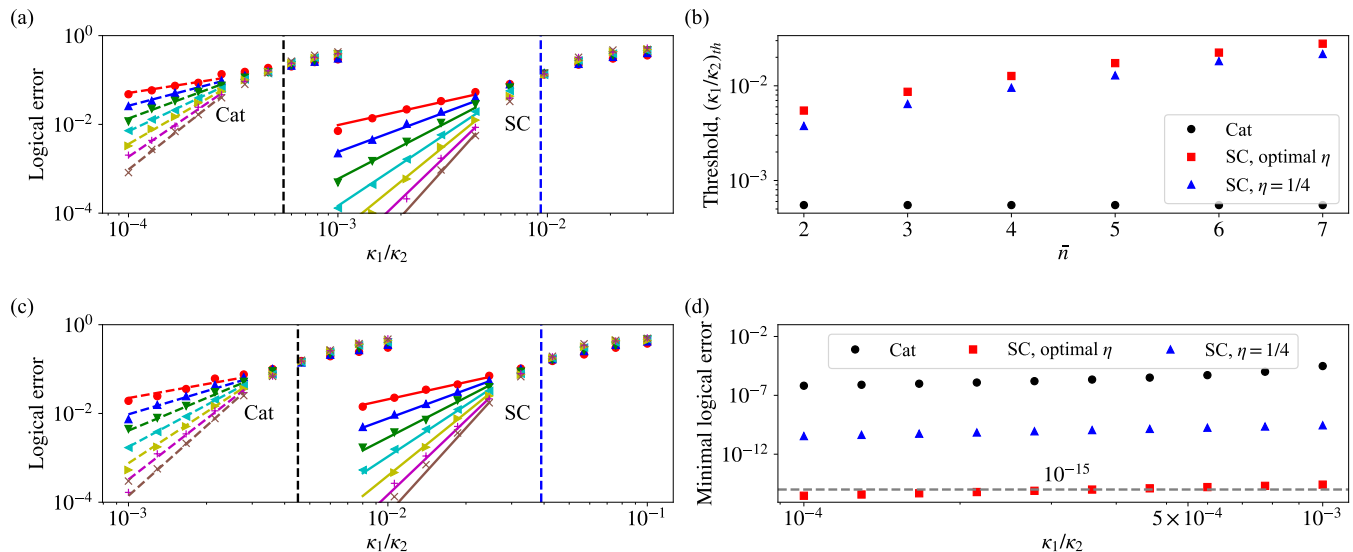 (a)
Logical error
10⁰
10⁻²
10⁻⁴
Cat
SC
10⁻⁴
10⁻³
10⁻²
κ₁/κ₂
(b)
Threshold, (κ₁/κ₂)ₜₕ
10⁻²
10⁻³
Cat
SC, optimal η
SC, η = 1/4
2 3 4 5 6 7
n̄
(c)
Logical error
10⁰
10⁻²
10⁻⁴
Cat
SC
10⁻³
10⁻²
10⁻¹
κ₁/κ₂
(d)
Minimal logical error
10⁻²
10⁻⁷
10⁻¹²
Cat
SC, optimal η
SC, η = 1/4
10⁻¹⁵
10⁻⁴
5 × 10⁻⁴
10⁻³
κ₁/κ₂